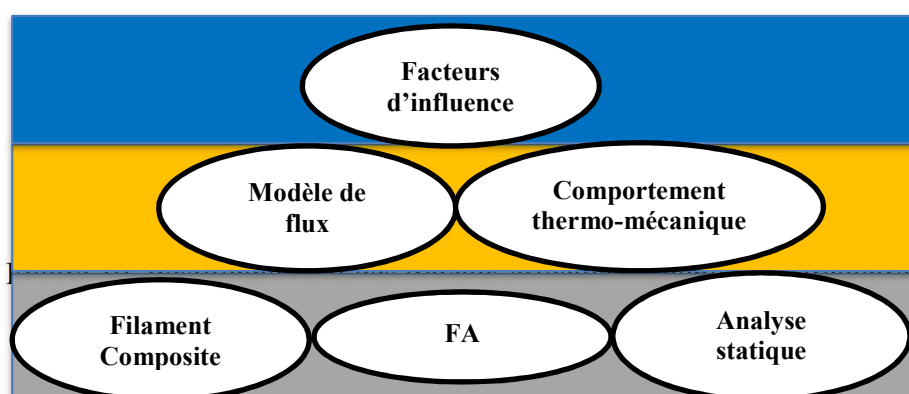 Facteurs
d’influence
Modèle de
flux
Comportement
thermo-mécanique
Filament
Composite
FA
Analyse
statique